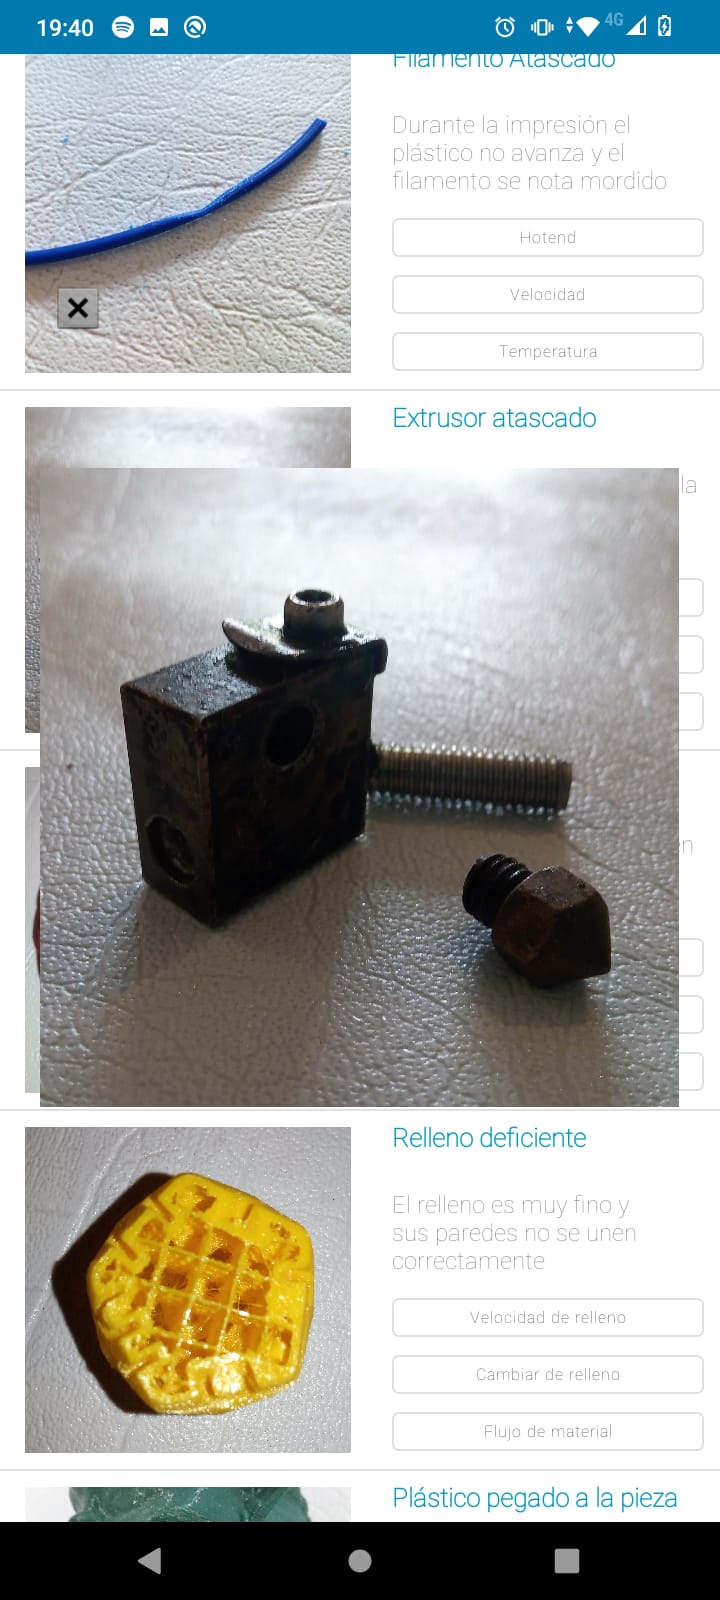 19:40
4G
Filamento Atascado
Durante la impresión el
plástico no avanza y el
filamento se nota mordido
Hotend
Velocidad
Temperatura
Extrusor atascado
la
en
Relleno deficiente
El relleno es muy fino y
sus paredes no se unen
correctamente
Velocidad de relleno
Cambiar de relleno
Flujo de material
Plástico pegado a la pieza